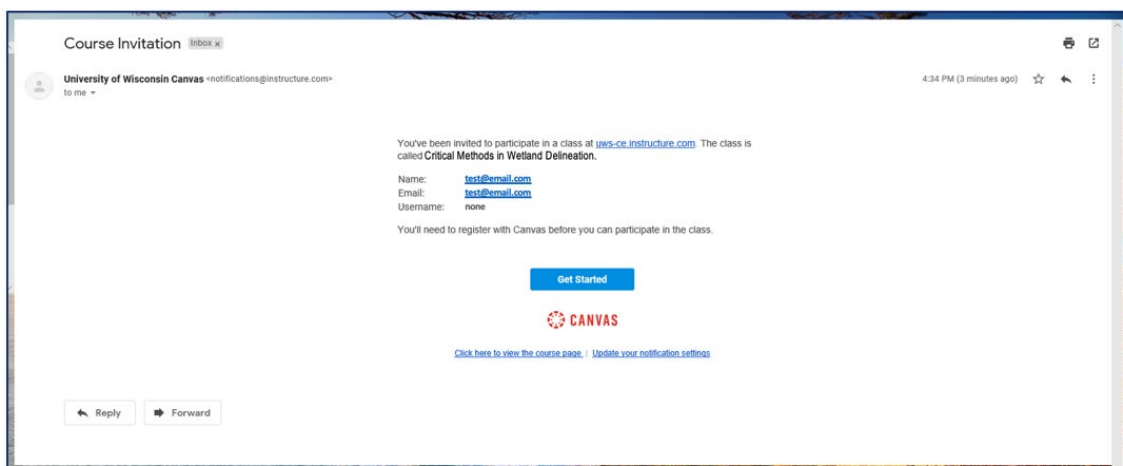 Course Invitation Inbox x
University of Wisconsin Canvas <notifications@instructure.com>
4:34 PM (3 minutes ago)
to me
You've been invited to participate in a class at uws-ce.instructure.com. The class is
called Critical Methods in Wetland Delineation.
Name: test@email.com
Email: test@email.com
Username: none
You'll need to register with Canvas before you can participate in the class.
Get Started
CANVAS
Click here to view the course page | Update your notification settings
Reply Forward